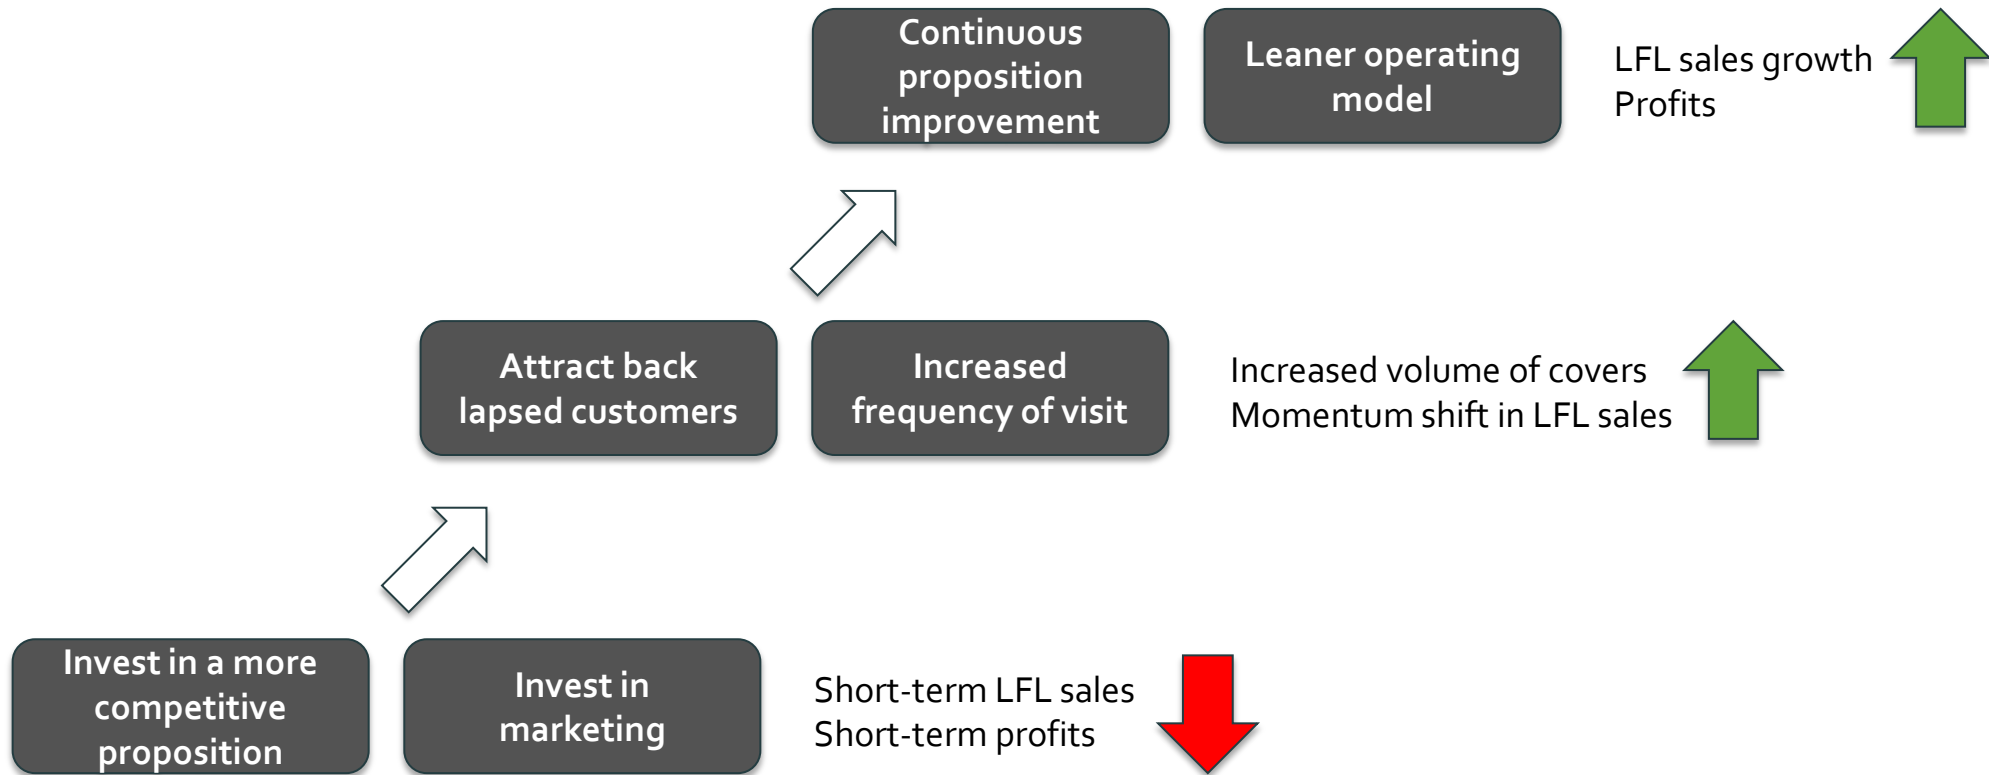 Continuous
proposition
improvement
Leaner operating
model
LFL sales growth
Profits
Attract back
lapsed customers
Increased
frequency of visit
Increased volume of covers
Momentum shift in LFL sales
Invest in a more
competitive
proposition
Invest in
marketing
Short-term LFL sales
Short-term profits